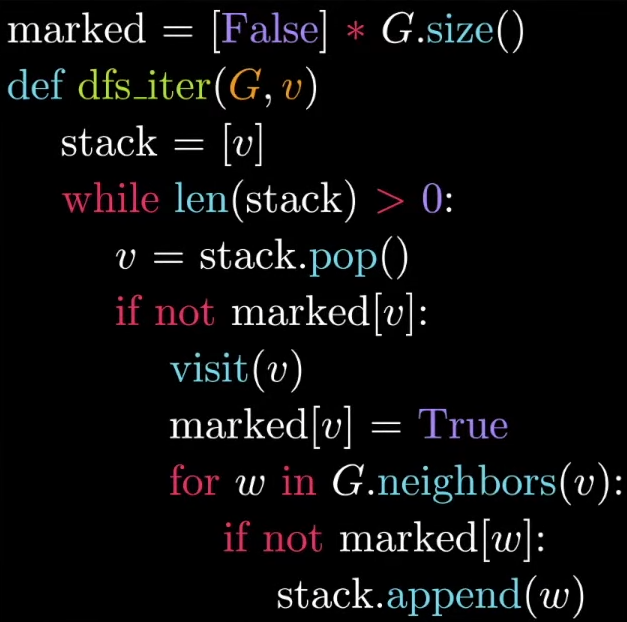 marked = [False] * G.size()
def dfs_iter(G, v)
stack = [v]
while len(stack) > 0:
v = stack.pop()
if not marked[v]:
visit(v)
marked[v] = True
for w in G.neighbors(v):
if not marked[w]:
stack.append(w)